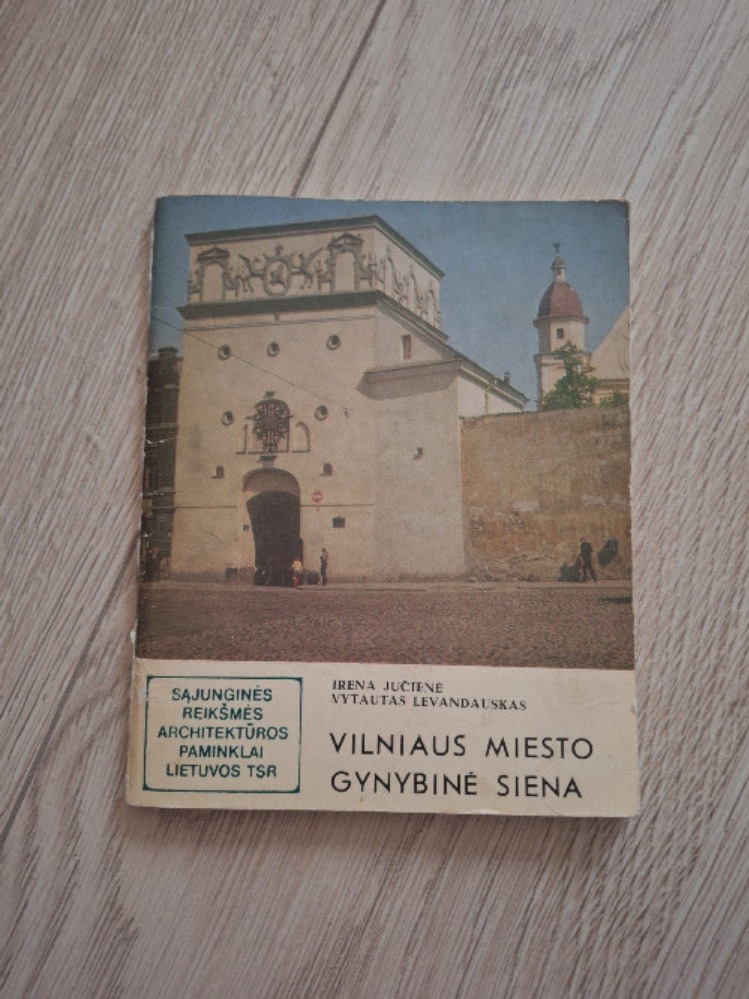 SĄJUNGINĖS
REIKŠMĖS
ARCHITEKTŪROS
PAMINKLAI
LIETUVOS TSR
IRENA JUČIENĖ
VYTAUTAS LEVANDAUSKAS
VILNIAUS MIESTO
GYNYBINĖ SIENA